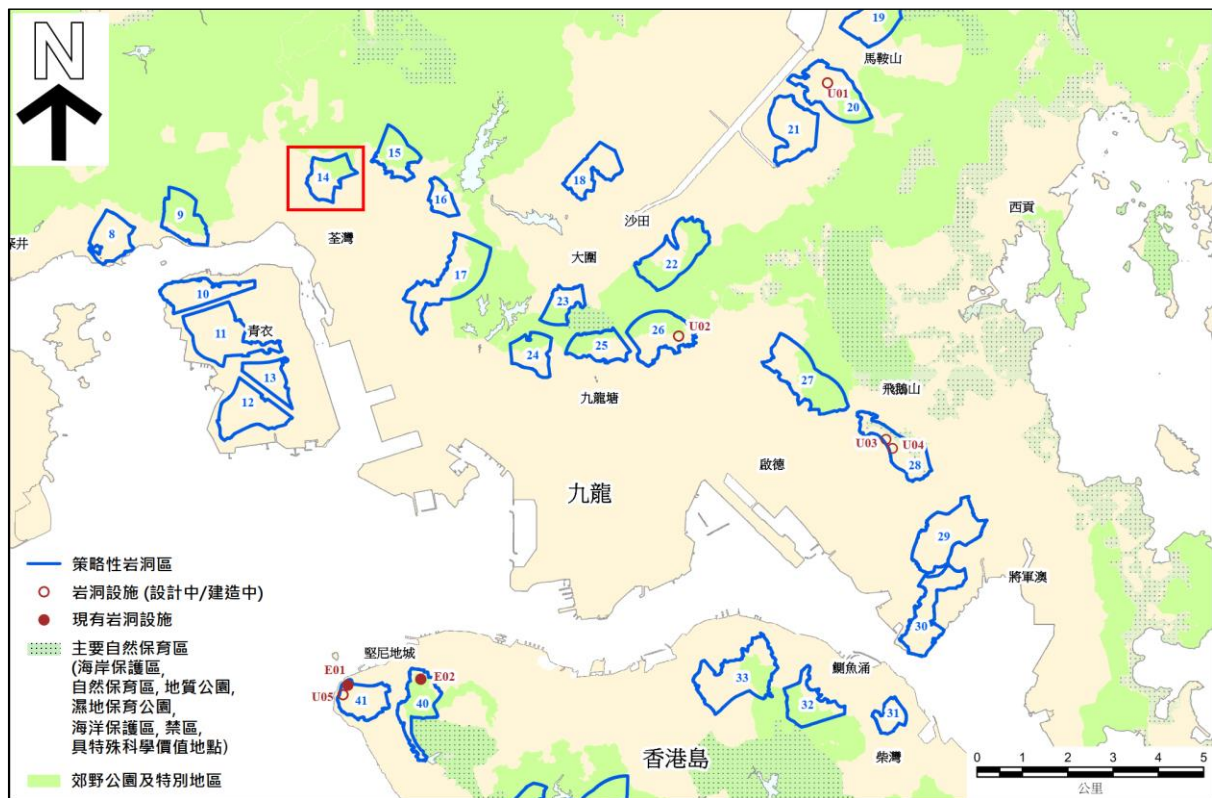 N
19
馬鞍山
U01
20
21
15
14
16
18
9
8
深井
荃灣
沙田
西貢
大圍
22
17
10
23
青衣
11
26
U02
24
25
13
12
九龍塘
27
飛鵝山
U03
U04
28
啟德
九龍
29
將軍澳
30
策略性岩洞區
岩洞設施 (設計中/建造中)
現有岩洞設施
主要自然保育區
(海岸保護區,
自然保育區, 地質公園,
濕地保育公園,
海洋保護區, 禁區,
具特殊科學價值地點)
郊野公園及特別地區
堅尼地城
E01
E02
U05
41
40
鰂魚涌
33
32
31
柴灣
香港島
0 1 2 3 4 5
公里